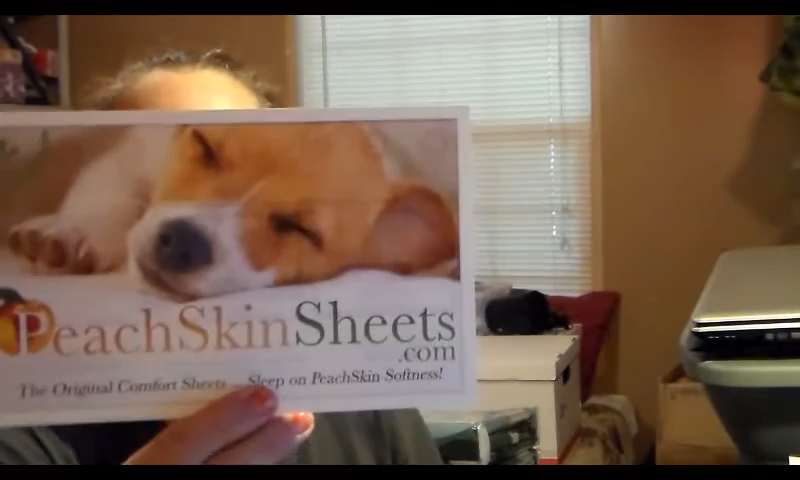 PeachSkinSheets
.com
The Original Comfort Sheets - Sleep on PeachSkin Softness!